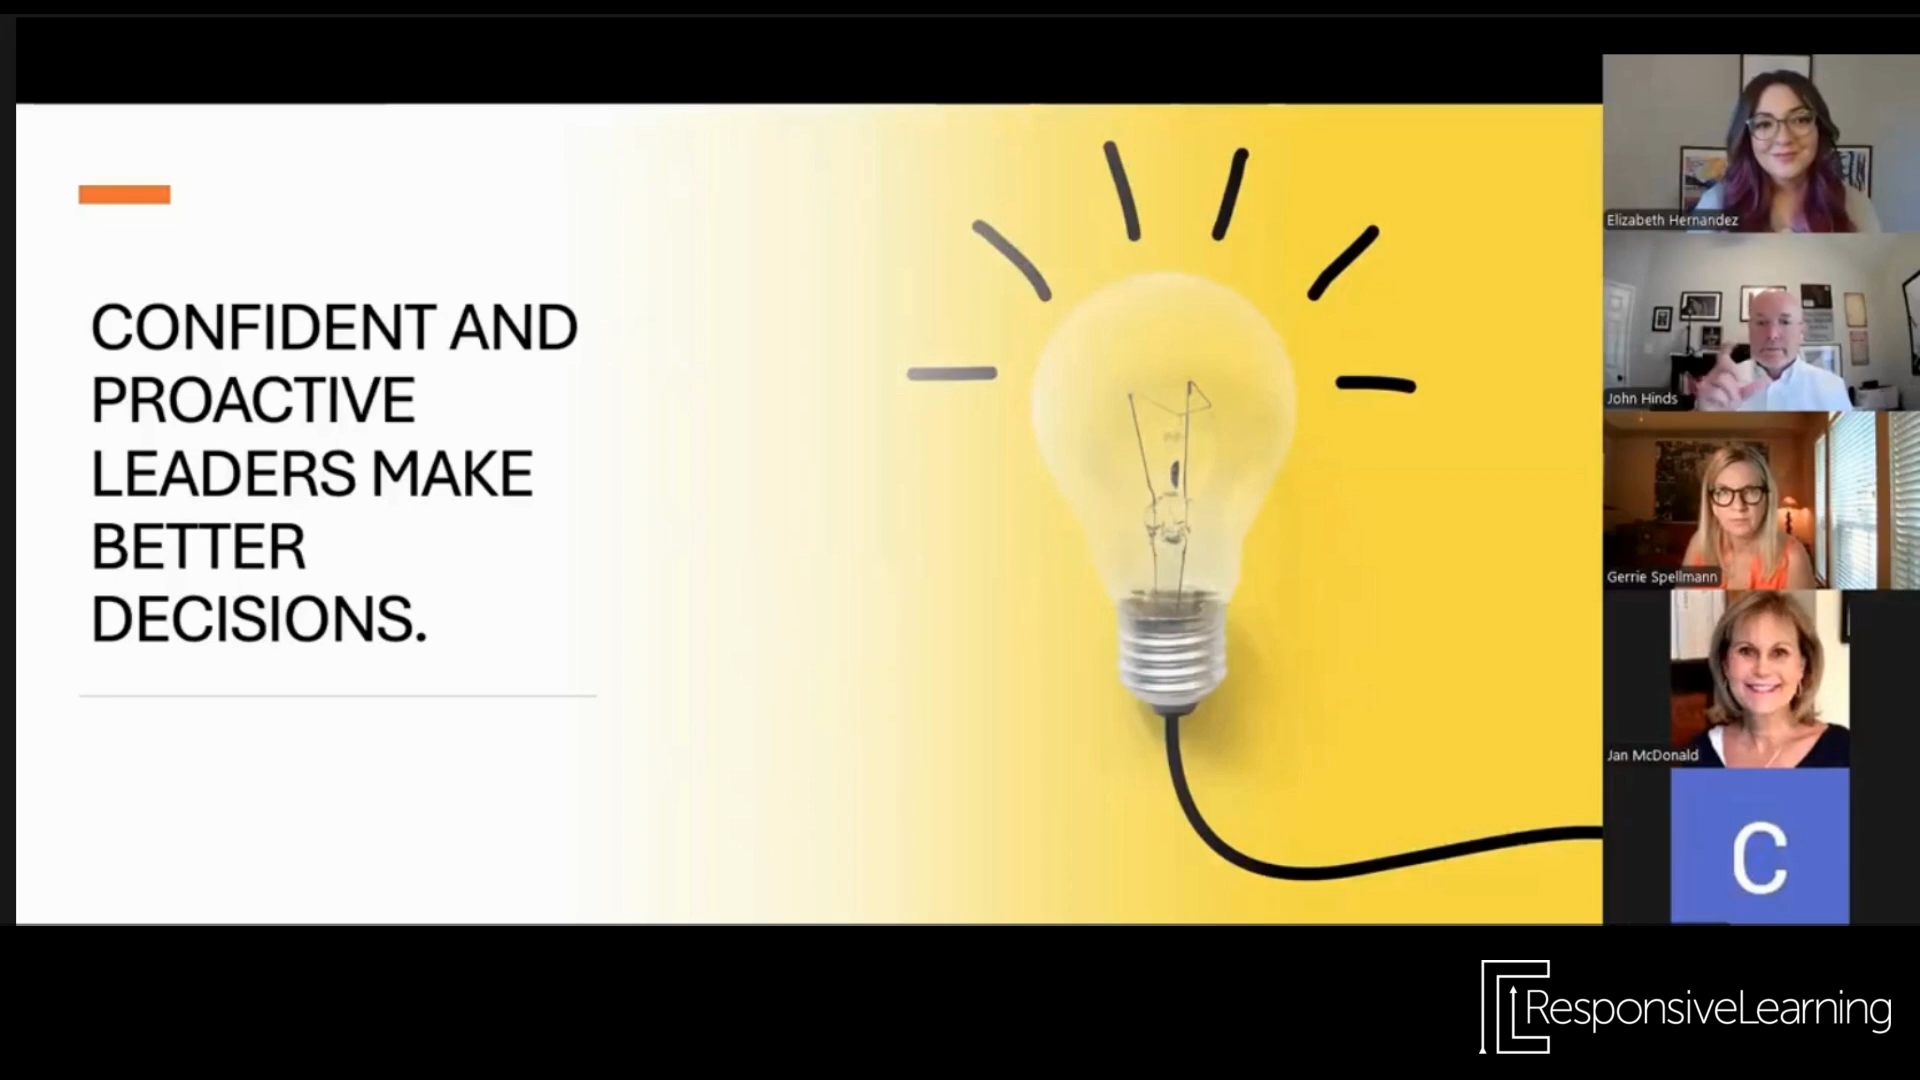 CONFIDENT AND
PROACTIVE
LEADERS MAKE
BETTER
DECISIONS.
Elizabeth Hernandez
John Hinds
Gerrie Spellmann
Jan McDonald
C
ResponsiveLearning